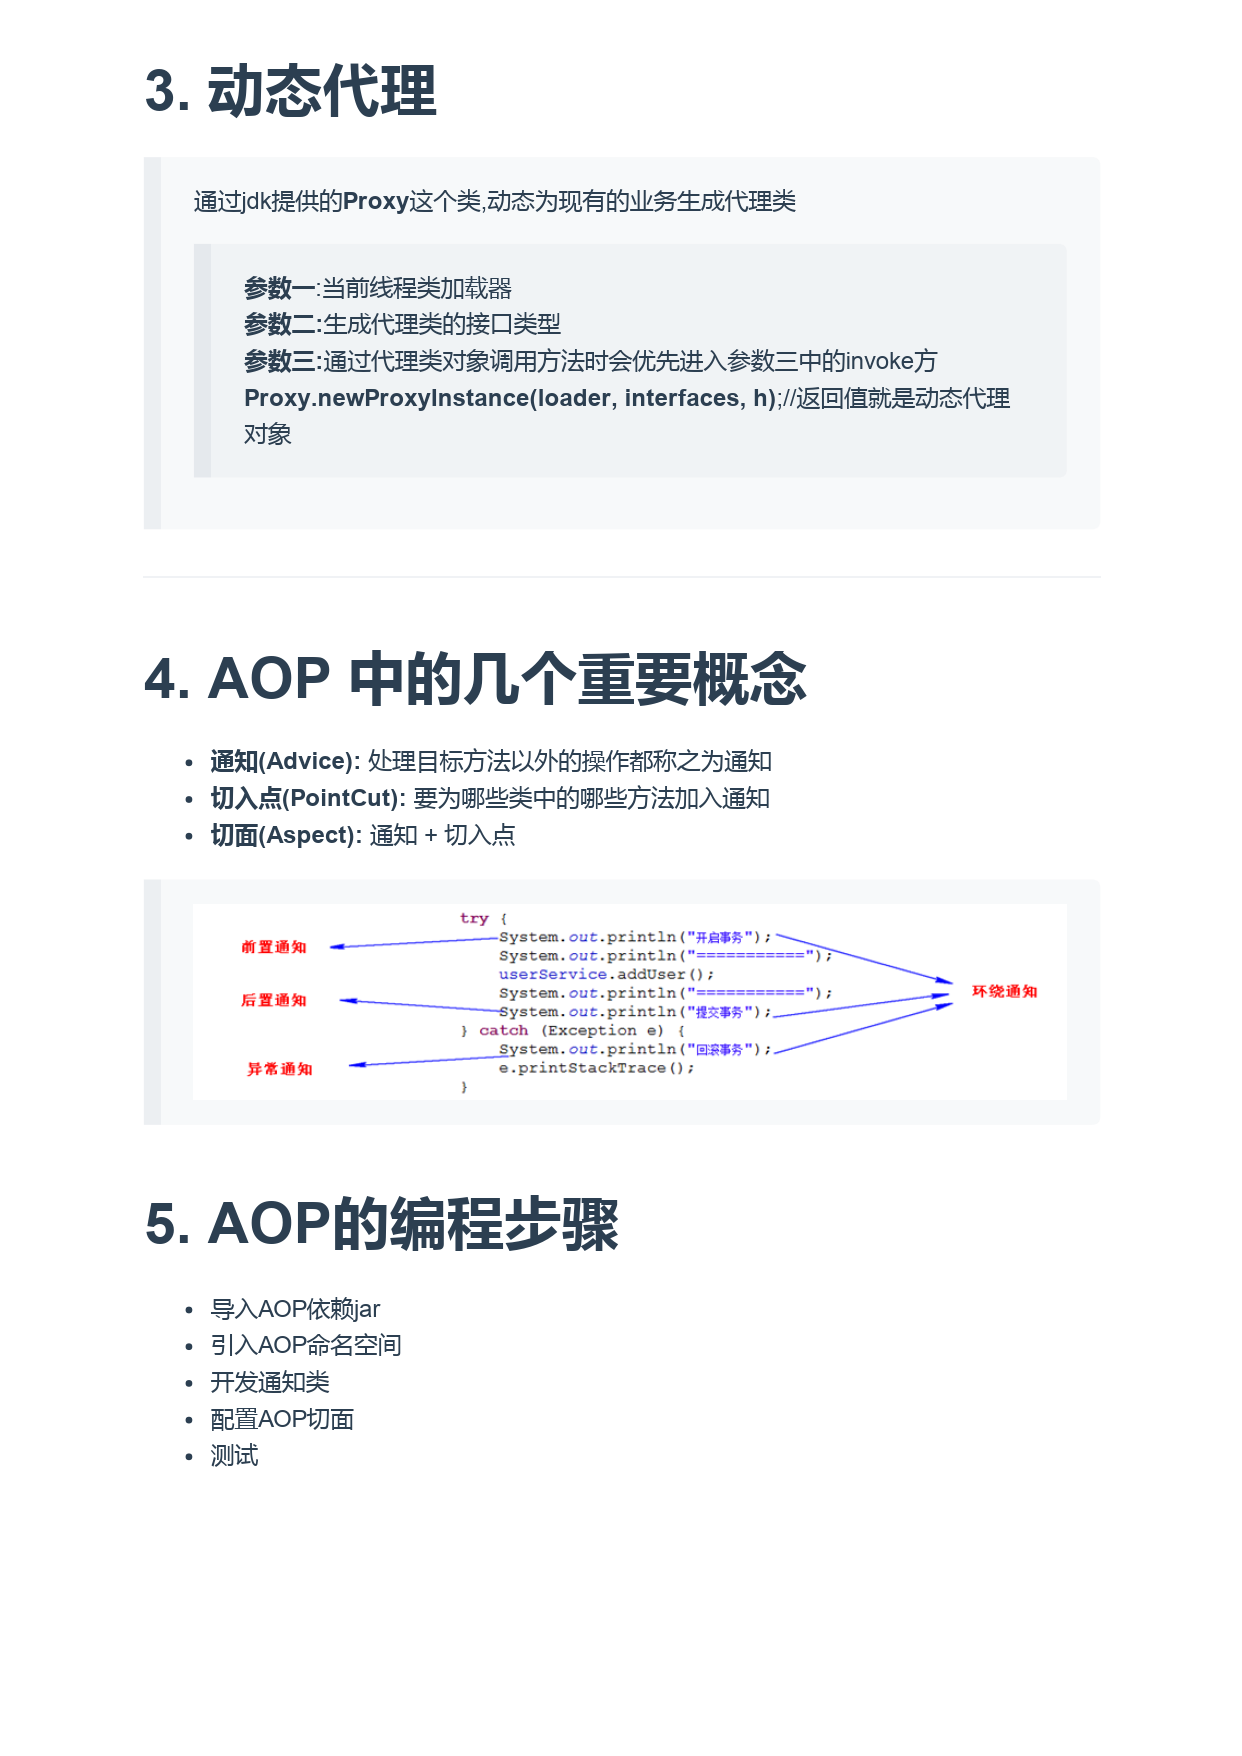 3. 动态代理
通过jdk提供的Proxy这个类,动态为现有的业务生成代理类
参数一:当前线程类加载器
参数二:生成代理类的接口类型
参数三:通过代理类对象调用方法时会优先进入参数三中的invoke方
Proxy.newProxyInstance(loader, interfaces, h);//返回值就是动态代理
对象
4. AOP 中的几个重要概念
• 通知(Advice): 处理目标方法以外的操作都称之为通知
• 切入点(PointCut): 要为哪些类中的哪些方法加入通知
• 切面(Aspect): 通知 + 切入点
try {
前置通知
System.out.println("开启事务");
System.out.println("===========");
userService.addUser();
后置通知
System.out.println("===========");
环绕通知
System.out.println("提交事务");
} catch (Exception e) {
System.out.println("回滚事务");
异常通知
e.printStackTrace();
}
5. AOP的编程步骤
• 导入AOP依赖jar
• 引入AOP命名空间
• 开发通知类
• 配置AOP切面
• 测试